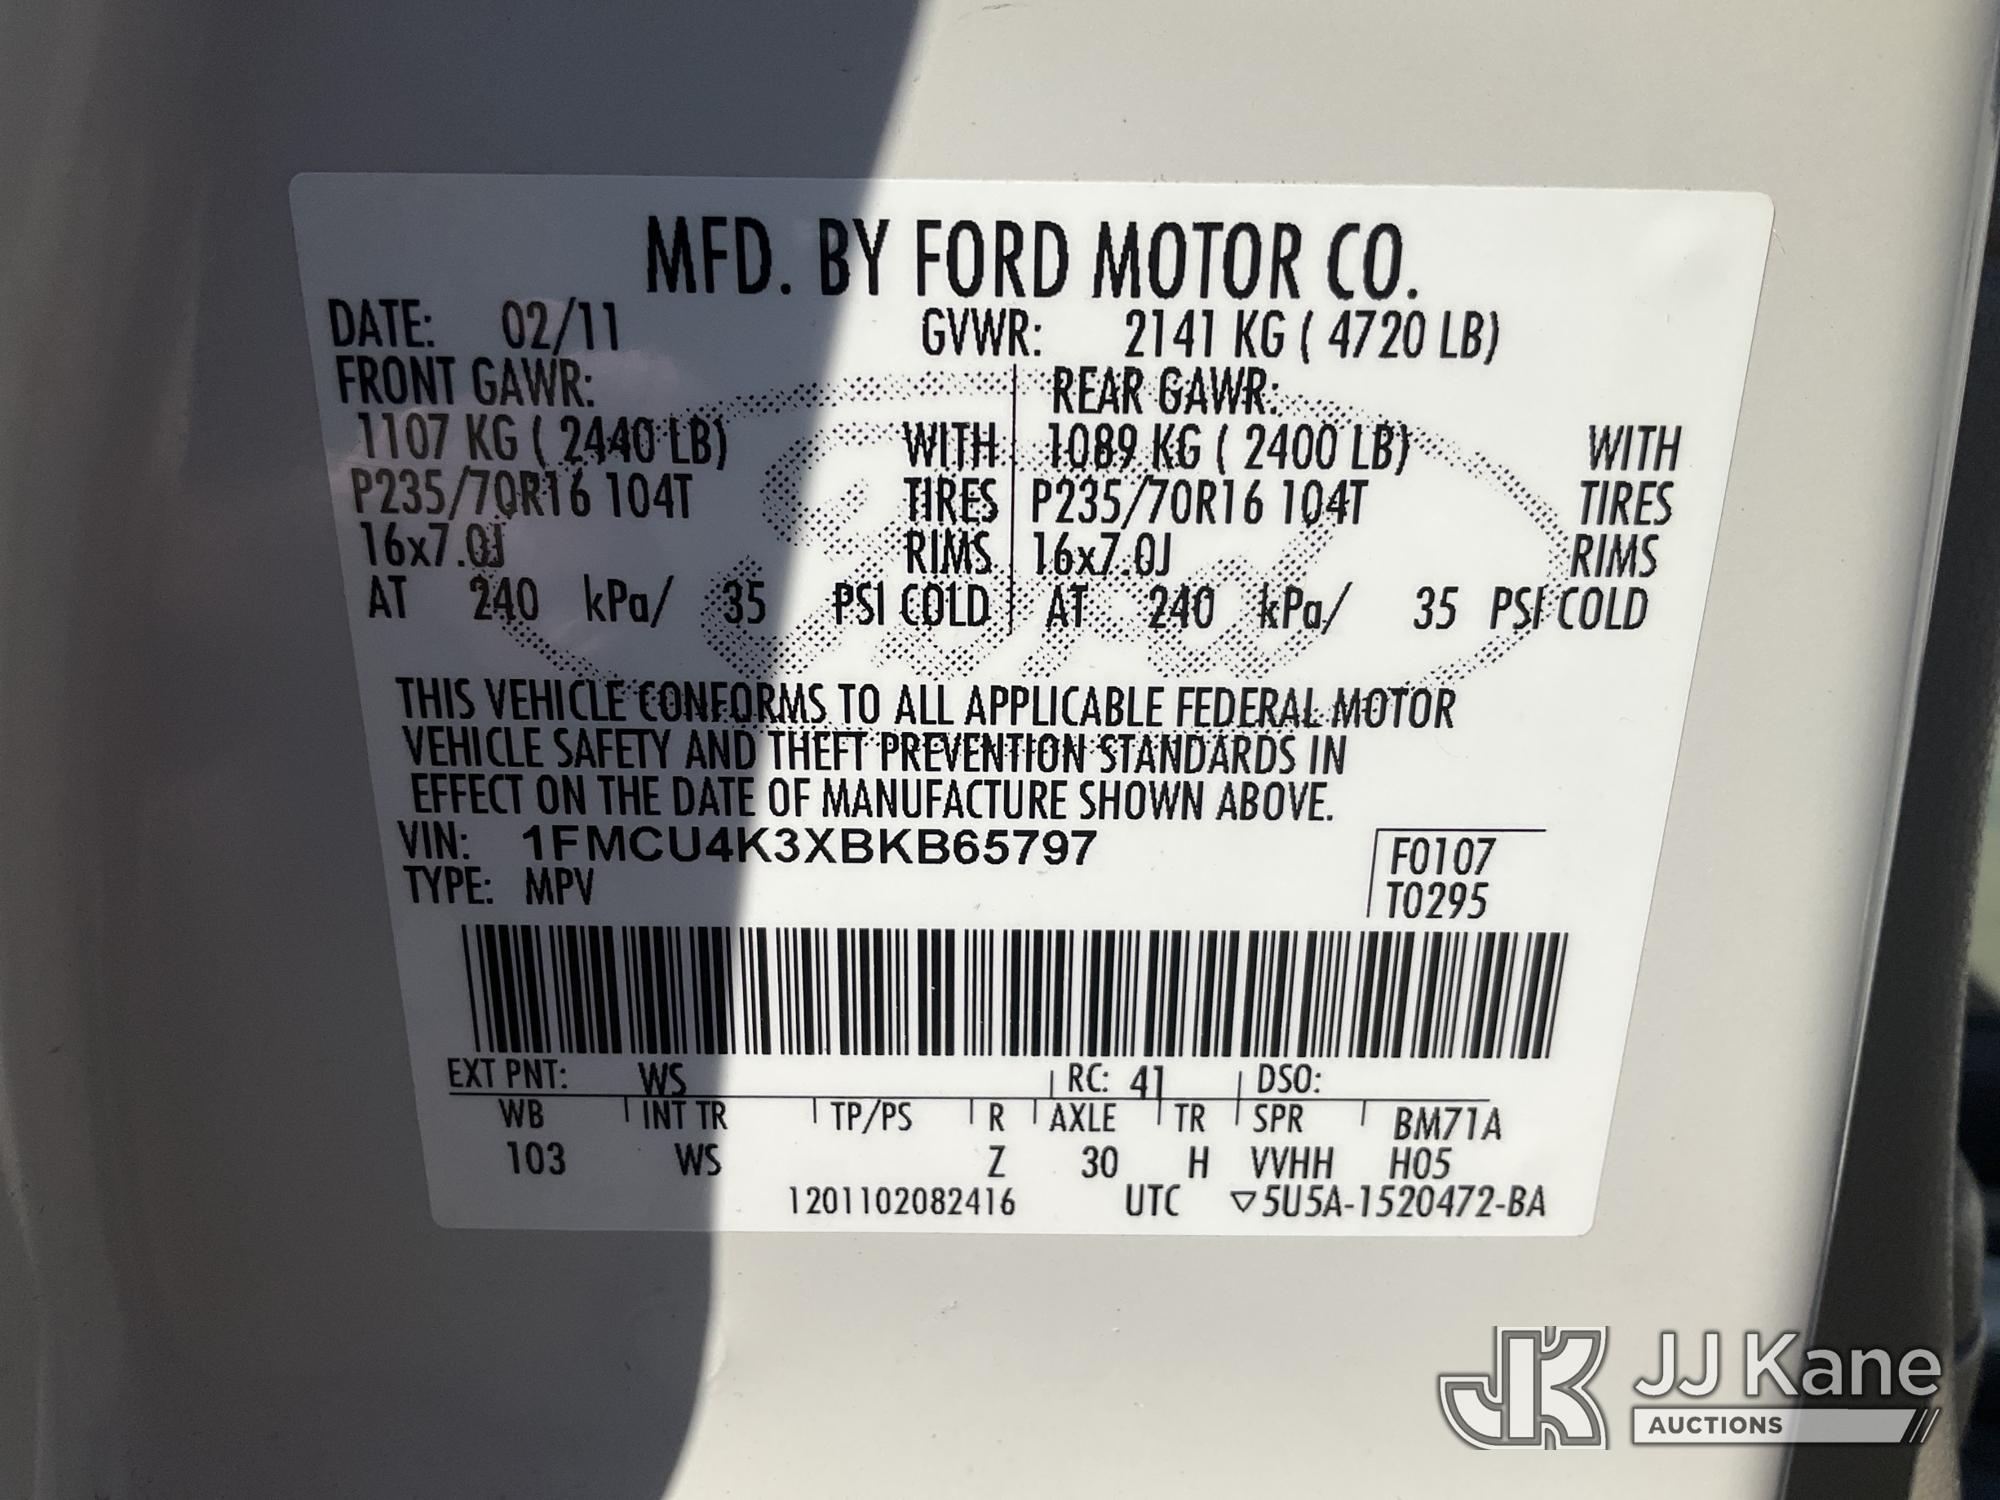 MFD. BY FORD MOTOR CO.
DATE: 02/11 GVWR: 2141 KG ( 4720 LB)
FRONT GAWR: REAR GAWR:
1107 KG ( 2440 LB) WITH 1089 KG ( 2400 LB) WITH
P235/70R16 104T TIRES P235/70R16 104T TIRES
16x7.0J RIMS 16x7.0J RIMS
AT 240 kPa/ 35 PSI COLD AT 240 kPa/ 35 PSI COLD
THIS VEHICLE CONFORMS TO ALL APPLICABLE FEDERAL MOTOR
VEHICLE SAFETY AND THEFT PREVENTION STANDARDS IN
EFFECT ON THE DATE OF MANUFACTURE SHOWN ABOVE.
VIN: 1FMCU4K3XBKB65797 F0107
TYPE: MPV T0295
EXT PNT: WS RC: 41 DSO:
WB INT TR TP/PS R AXLE TR SPR BM71A
103 WS Z 30 H VVHH H05
1201102082416 UTC ▽5U5A-1520472-BA
Ford
JK JJ Kane
AUCTIONS